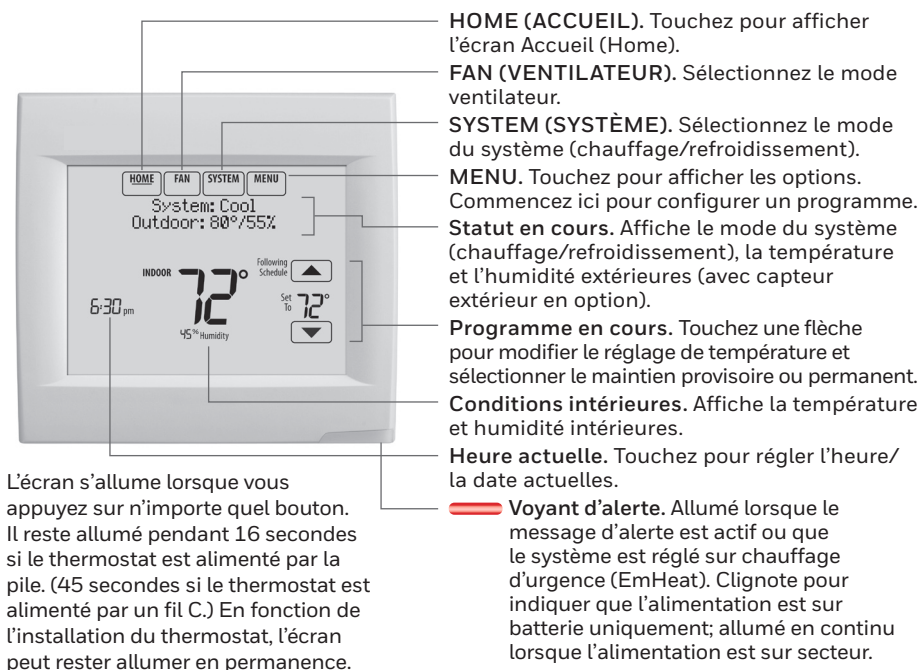 HOME (ACCUEIL). Touchez pour afficher
l’écran Accueil (Home).
FAN (VENTILATEUR). Sélectionnez le mode
ventilateur.
SYSTEM (SYSTÈME). Sélectionnez le mode
du système (chauffage/refroidissement).
MENU. Touchez pour afficher les options.
Commencez ici pour configurer un programme.
Statut en cours. Affiche le mode du système
(chauffage/refroidissement), la température
et l’humidité extérieures (avec capteur
extérieur en option).
Programme en cours. Touchez une flèche
pour modifier le réglage de température et
sélectionner le maintien provisoire ou permanent.
Conditions intérieures. Affiche la température
et humidité intérieures.
Heure actuelle. Touchez pour régler l’heure/
la date actuelles.
Voyant d’alerte. Allumé lorsque le
message d’alerte est actif ou que
le système est réglé sur chauffage
d’urgence (EmHeat). Clignote pour
indiquer que l’alimentation est sur
batterie uniquement; allumé en continu
lorsque l’alimentation est sur secteur.
HOME FAN SYSTEM MENU
System: Cool
Outdoor: 80°/55%
INDOOR 72°
Following
Schedule
Set
To 72°
6:30 pm
45% Humidity
L’écran s’allume lorsque vous
appuyez sur n’importe quel bouton.
Il reste allumé pendant 16 secondes
si le thermostat est alimenté par la
pile. (45 secondes si le thermostat est
alimenté par un fil C.) En fonction de
l’installation du thermostat, l’écran
peut rester allumer en permanence.